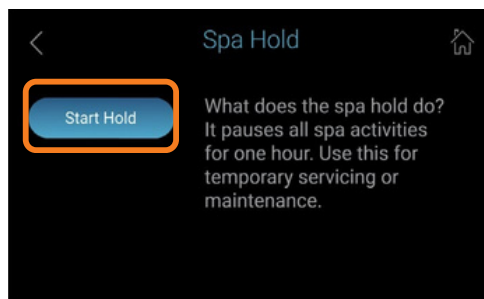 Spa Hold
Start Hold
What does the spa hold do?
It pauses all spa activities
for one hour. Use this for
temporary servicing or
maintenance.